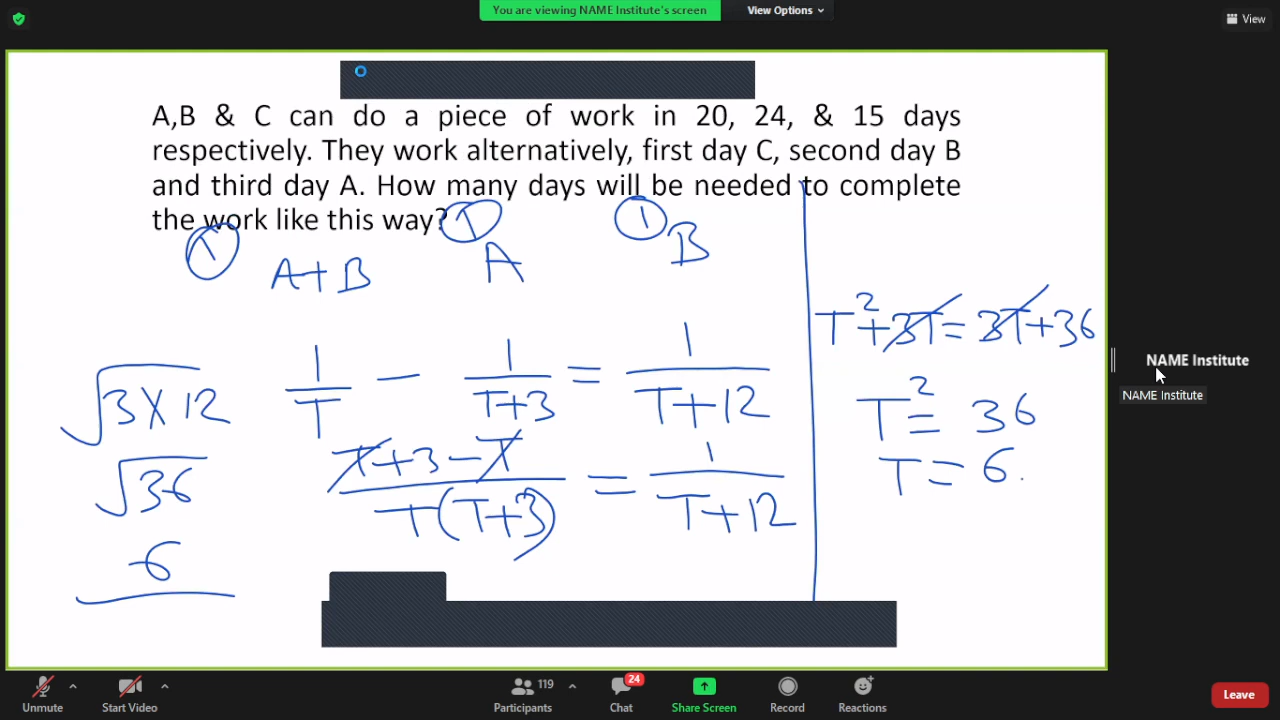 You are viewing NAME Institute's screen
View Options
View
A,B & C can do a piece of work in 20, 24, & 15 days
respectively. They work alternatively, first day C, second day B
and third day A. How many days will be needed to complete
the work like this way?
1 1 1
A+B A B
T² + 3T = 3T + 36
√3×12 1/T - 1/(T+3) = 1/(T+12)
T² = 36
√36 (T+3-T)/(T(T+3)) = 1/(T+12)
T = 6.
6
NAME Institute
NAME Institute
Unmute
Start Video
119
Participants
24
Chat
Share Screen
Record
Reactions
Leave